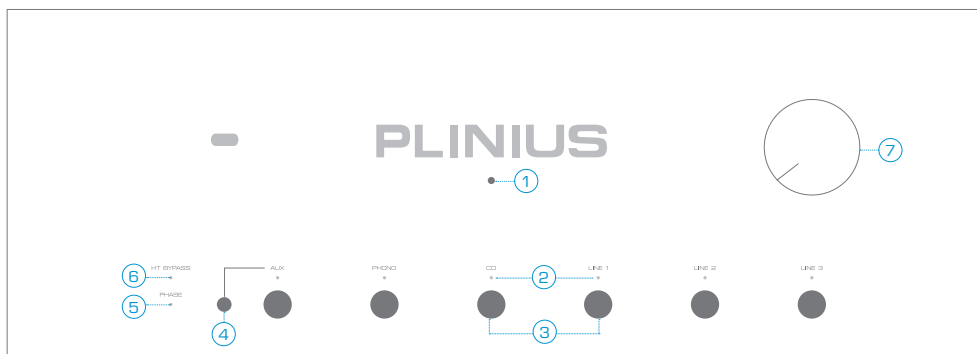 PLINIUS
1
7
HT BYPASS
6
AUX
PHONO
CD
2
LINE 1
LINE 2
LINE 3
PHASE
5
4
3